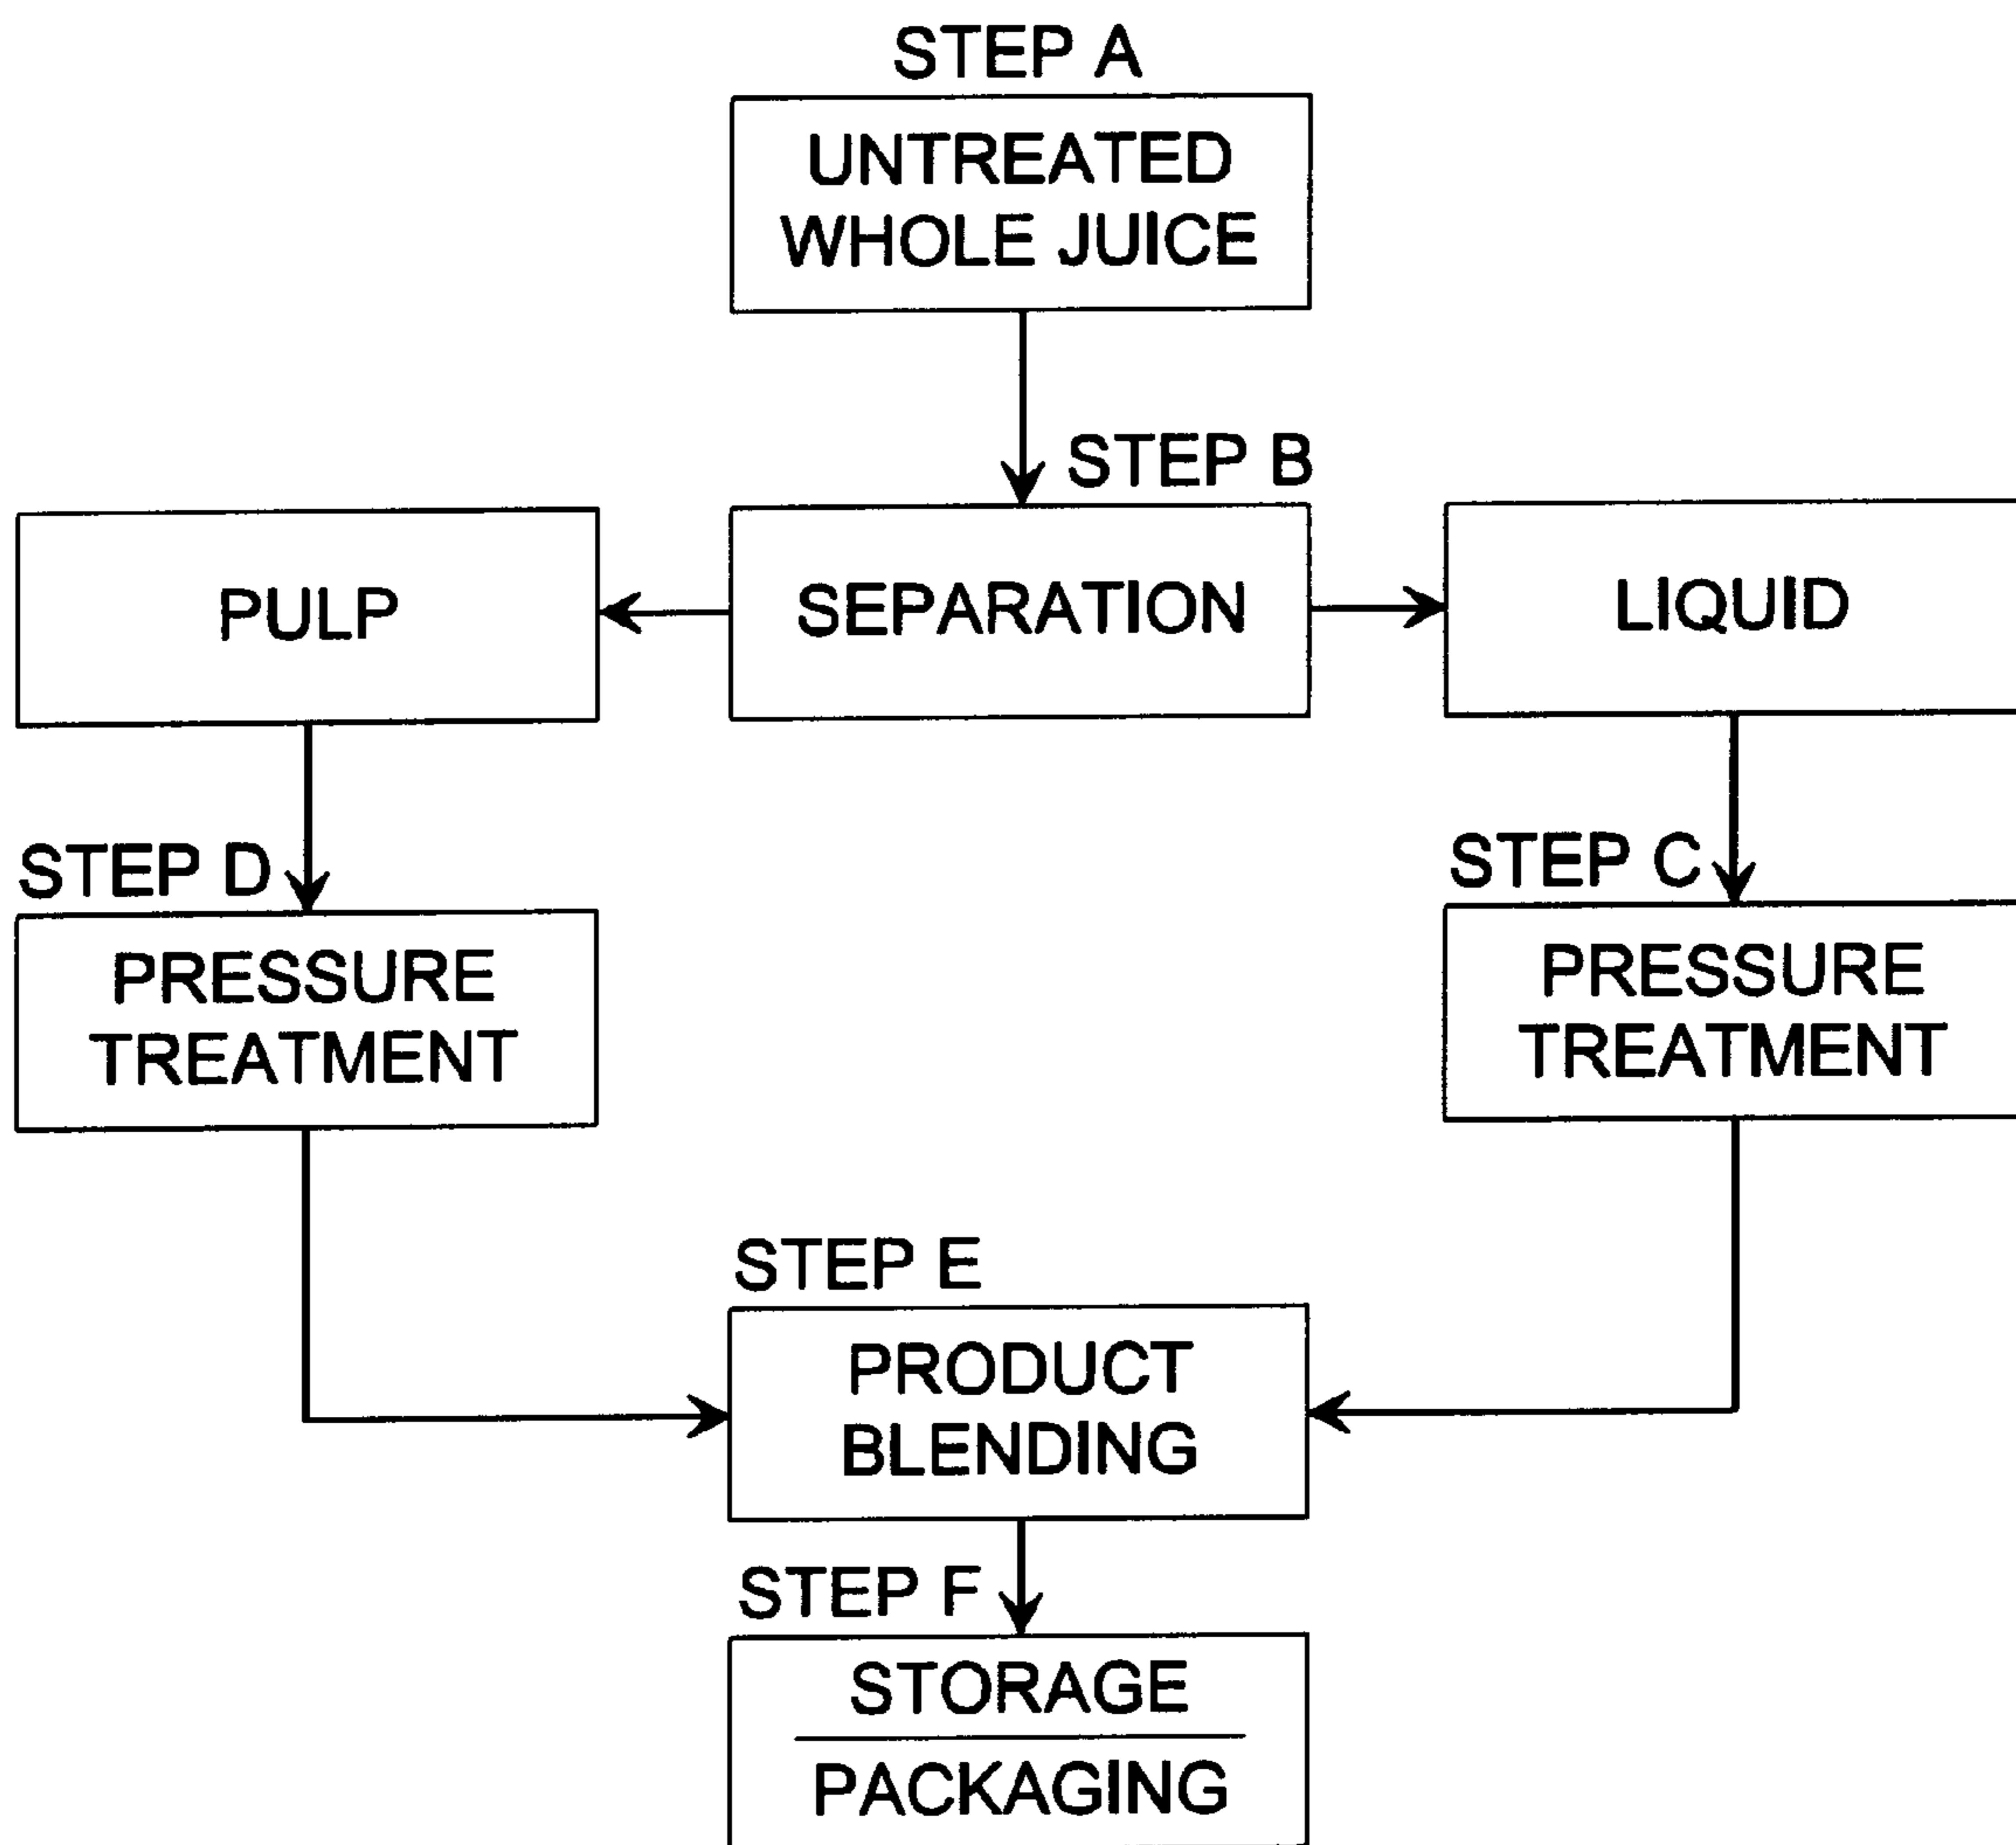 STEP A
UNTREATED
WHOLE JUICE
STEP B
PULP
SEPARATION
LIQUID
STEP D
PRESSURE
TREATMENT
STEP C
PRESSURE
TREATMENT
STEP E
PRODUCT
BLENDING
STEP F
STORAGE
PACKAGING